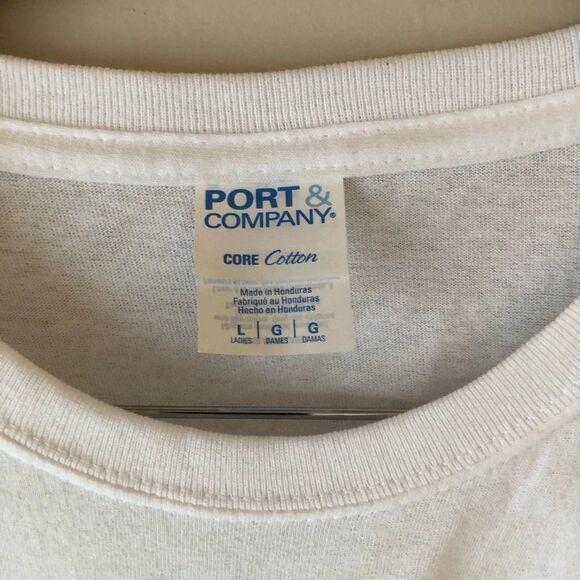 PORT &
COMPANY®
CORE Cotton
Made in Honduras
Fabriqué au Honduras
Hecho en Honduras
L | G | G
LADIES | DAMES | DAMAS